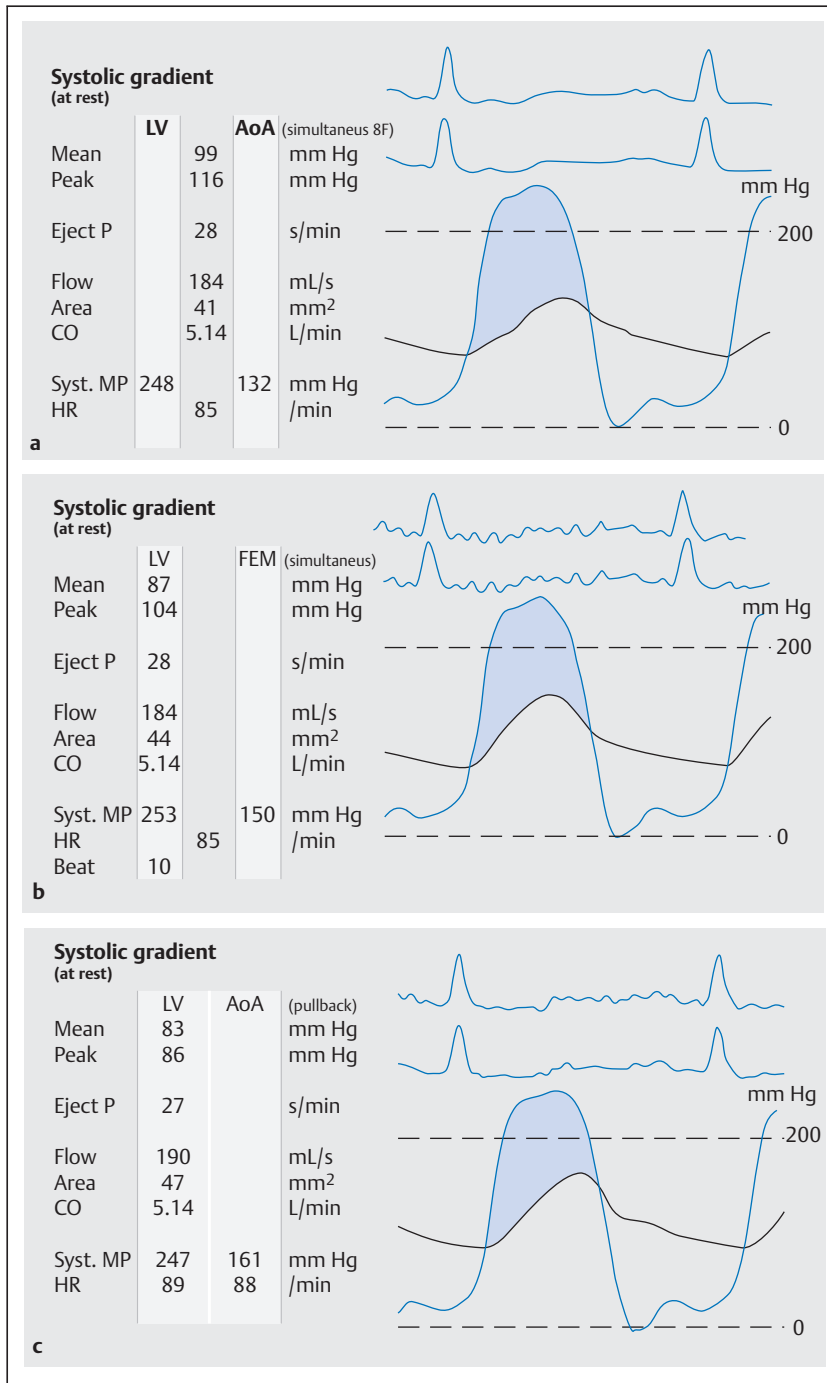 Systolic gradient
(at rest)
LV AoA (simultaneus 8F)
Mean 99 mm Hg
Peak 116 mm Hg
Eject P 28 s/min
Flow 184 mL/s
Area 41 mm2
CO 5.14 L/min
Syst. MP 248 132 mm Hg
HR 85 /min
mm Hg
200
0
a
Systolic gradient
(at rest)
LV FEM (simultaneus)
Mean 87 mm Hg
Peak 104 mm Hg
Eject P 28 s/min
Flow 184 mL/s
Area 44 mm2
CO 5.14 L/min
Syst. MP 253 150 mm Hg
HR 85 /min
Beat 10
mm Hg
200
0
b
Systolic gradient
(at rest)
LV AoA (pullback)
Mean 83 mm Hg
Peak 86 mm Hg
Eject P 27 s/min
Flow 190 mL/s
Area 47 mm2
CO 5.14 L/min
Syst. MP 247 161 mm Hg
HR 89 88 /min
mm Hg
200
0
c